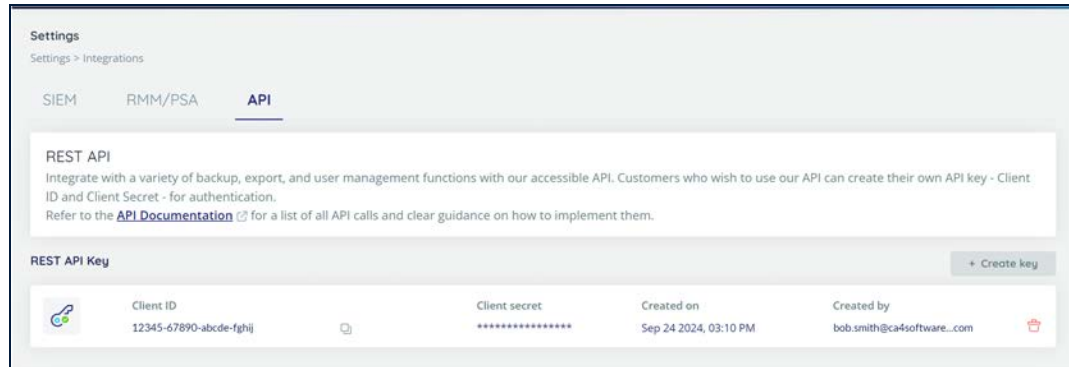 Settings
Settings > Integrations
SIEM RMM/PSA API
REST API
Integrate with a variety of backup, export, and user management functions with our accessible API. Customers who wish to use our API can create their own API key - Client
ID and Client Secret - for authentication.
Refer to the API Documentation for a list of all API calls and clear guidance on how to implement them.
REST API Key
+ Create key
Client ID Client secret Created on Created by
12345-67890-abcde-fghij **************** Sep 24 2024, 03:10 PM bob.smith@ca4software...com